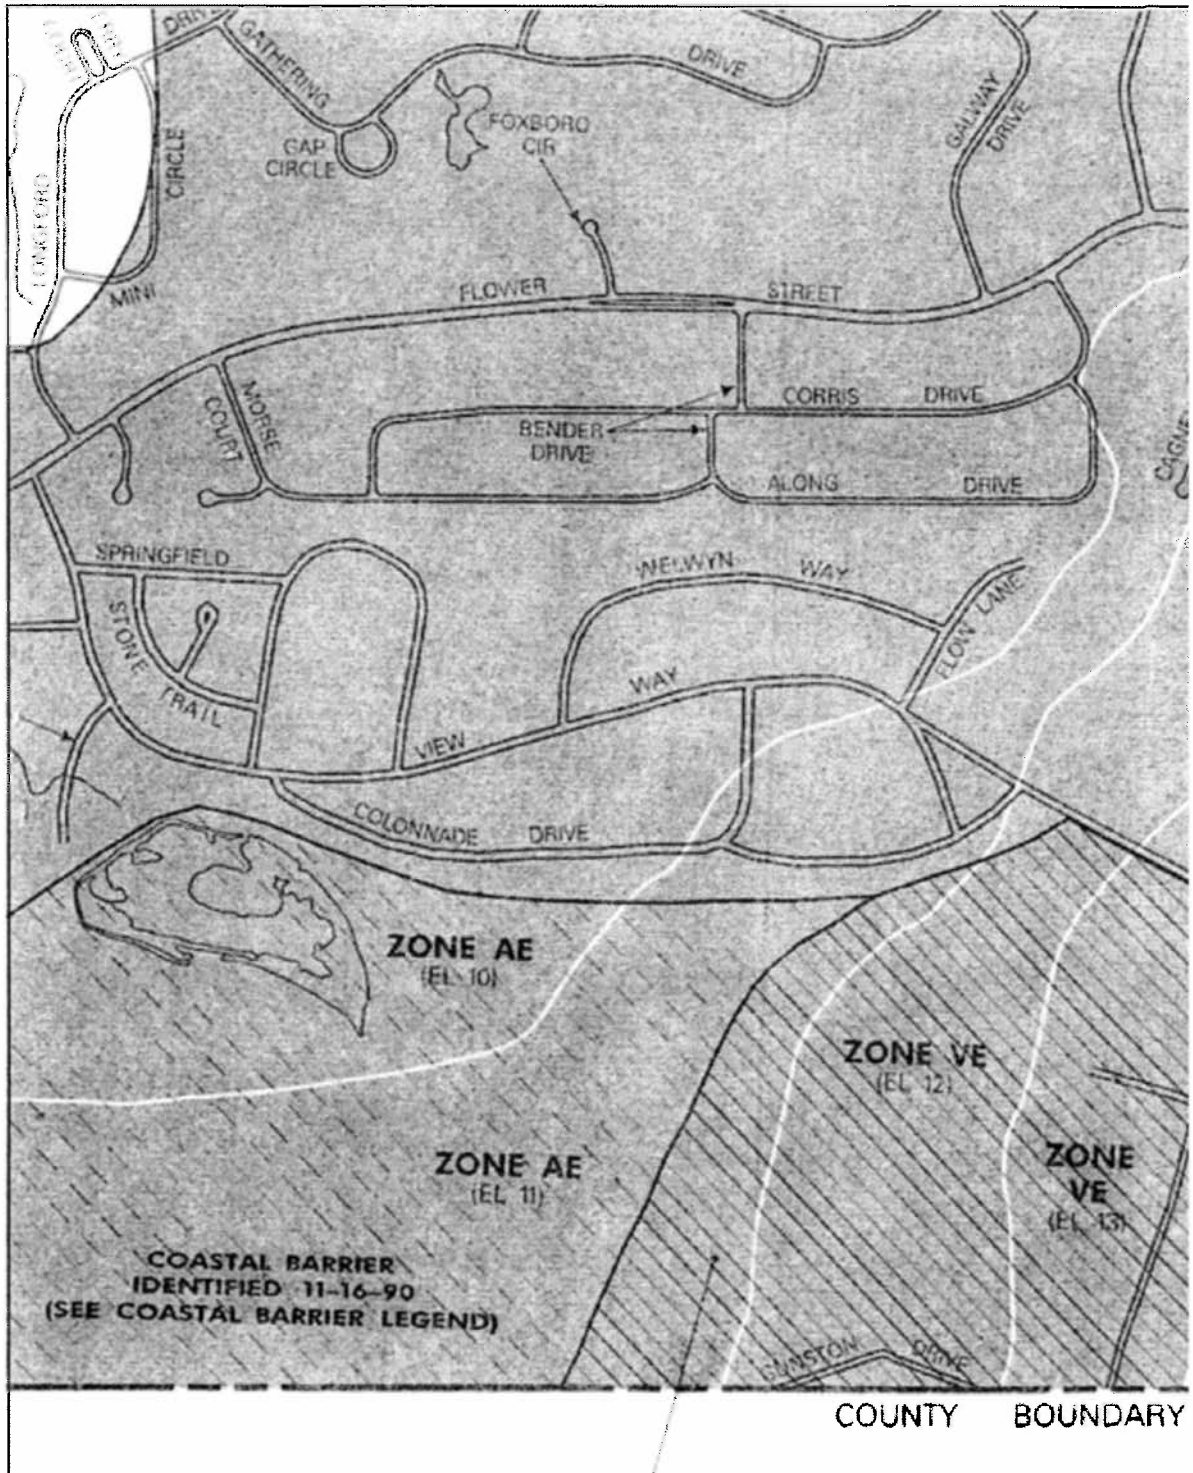 DRIVE
GATHERING
GAP
CIRCLE
CIRCLE
LONGFORD
MINI
FOXBORO
CIR
DRIVE
GALWAY
DRIVE
FLOWER STREET
MORSE
COURT
CORRIS DRIVE
BENDER
DRIVE
ALONG DRIVE
SPRINGFIELD
STONE TRAIL
WELWYN WAY
FLOW LANE
VIEW WAY
COLONNADE DRIVE
ZONE AE
(EL 10)
ZONE VE
(EL 12)
ZONE AE
(EL 11)
ZONE
VE
(EL 13)
COASTAL BARRIER
IDENTIFIED 11-16-90
(SEE COASTAL BARRIER LEGEND)
DRIVE
COUNTY BOUNDARY